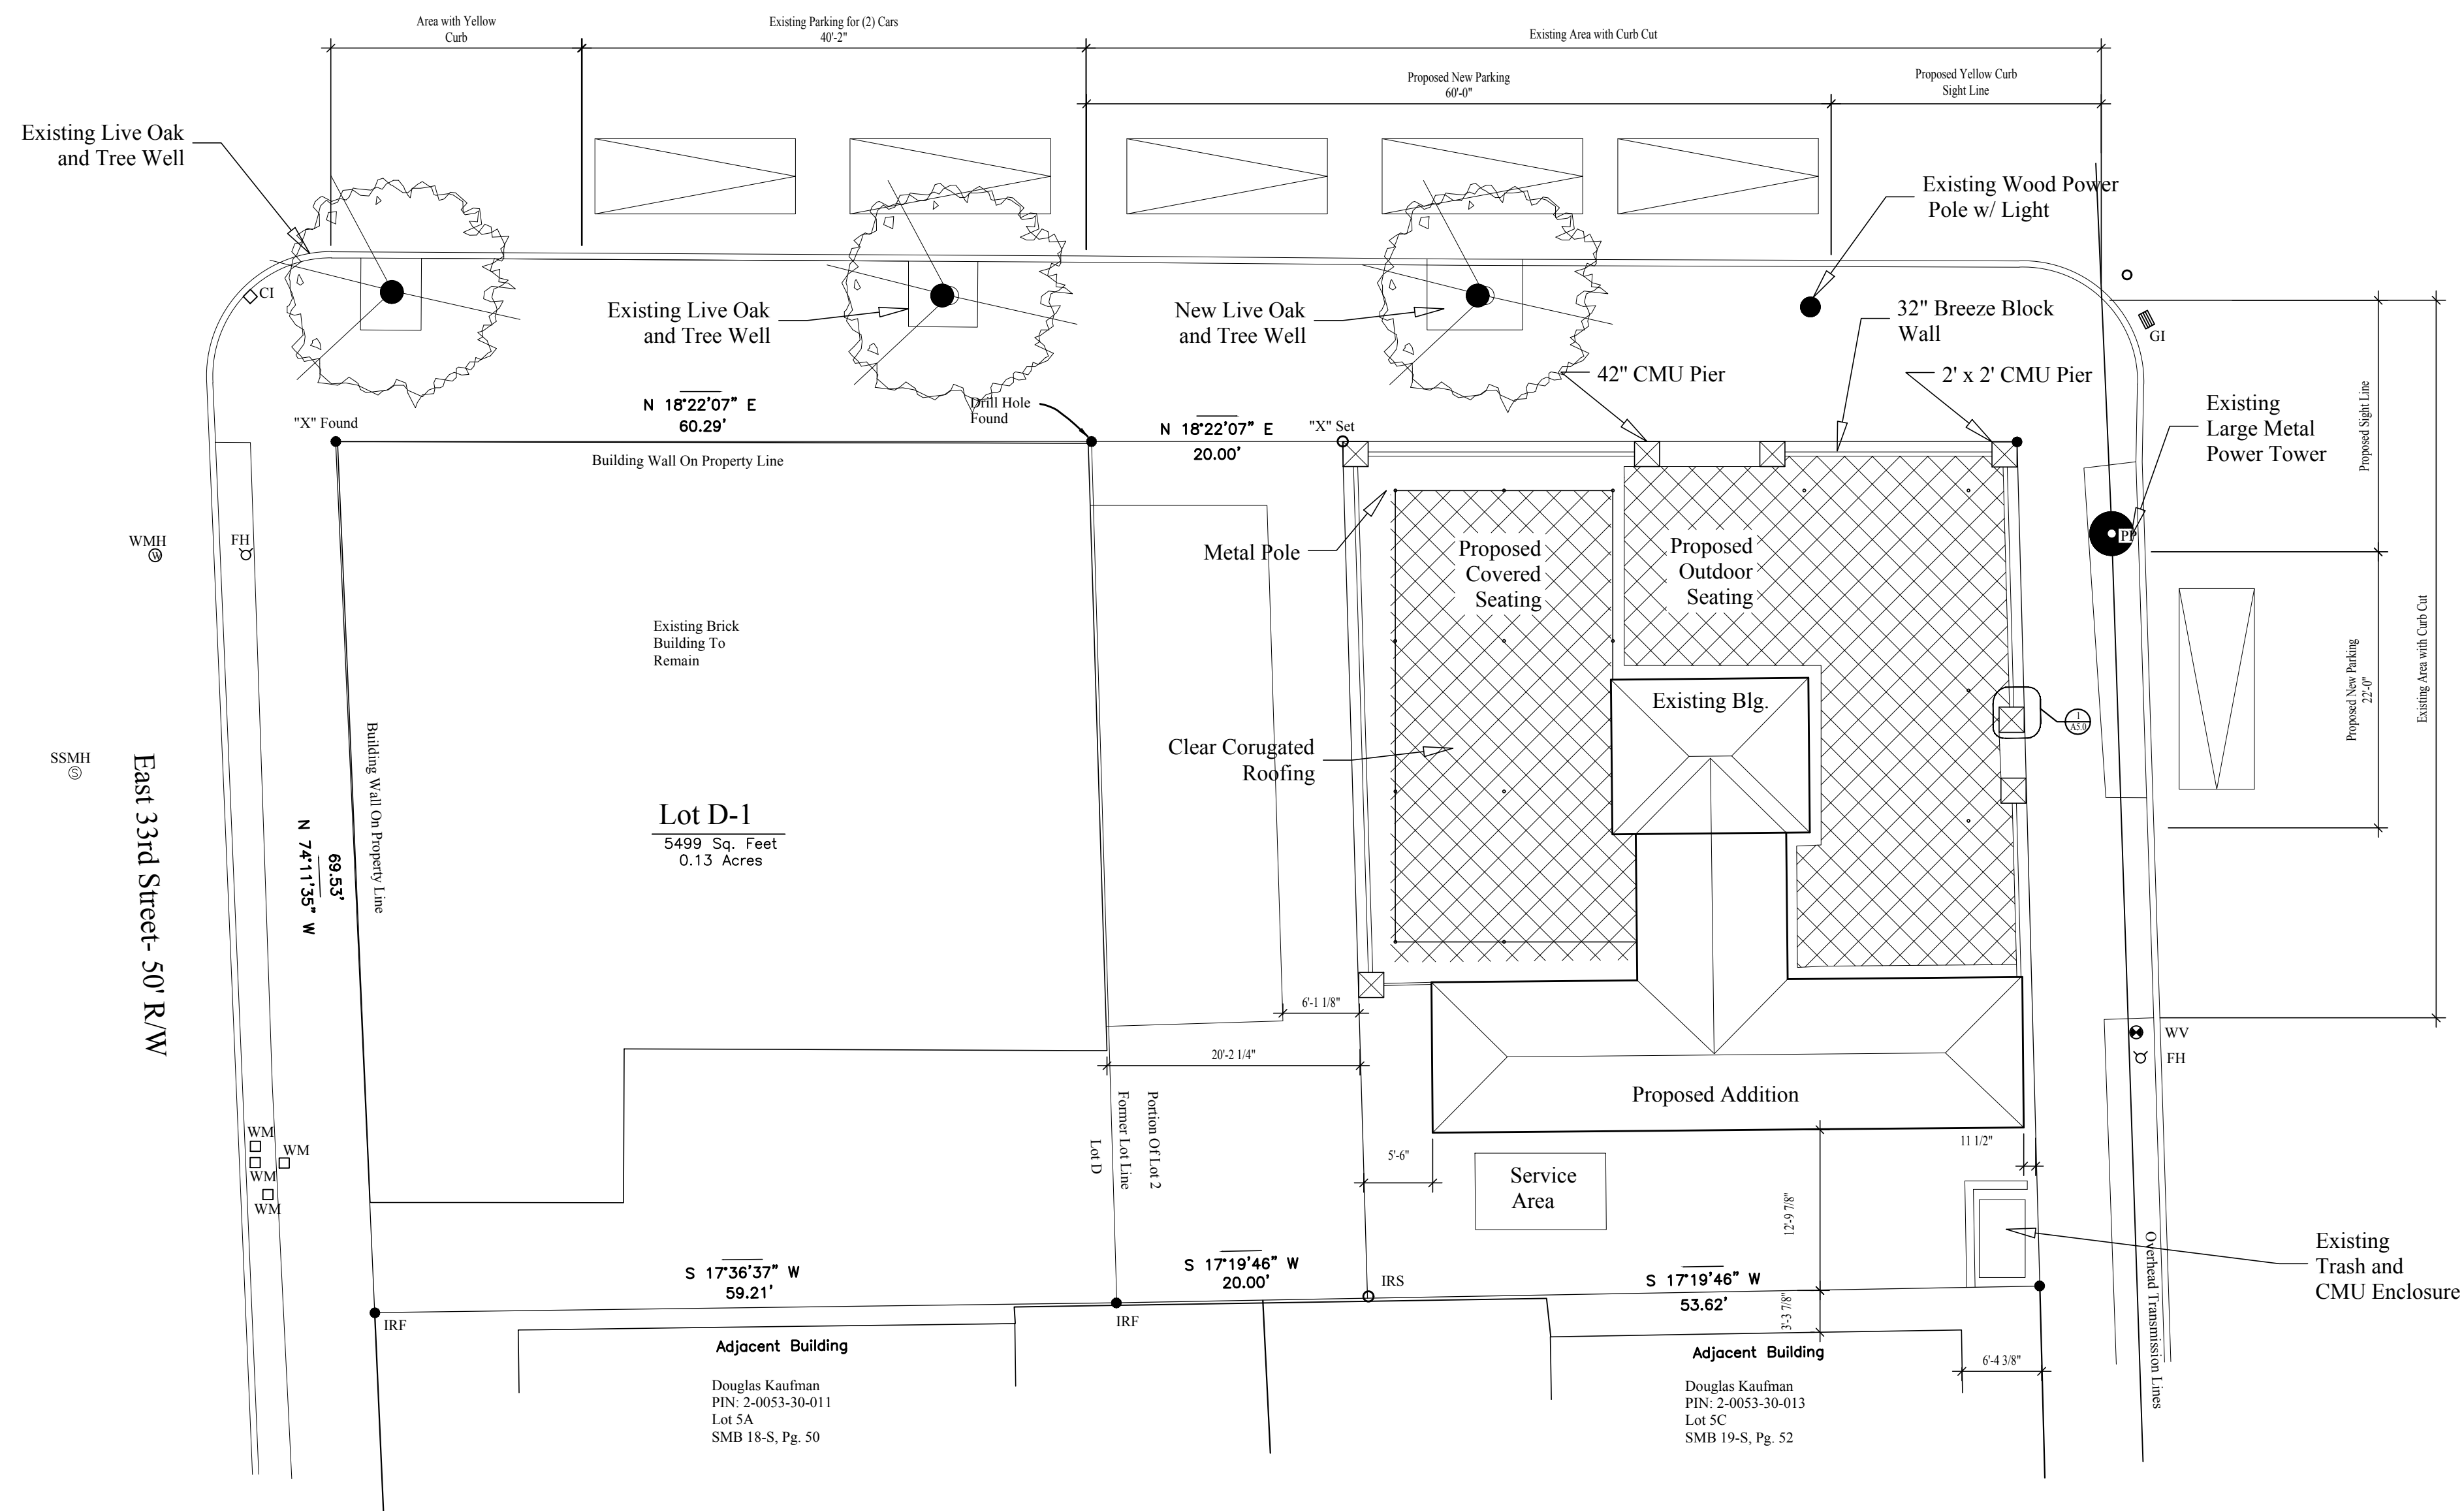 Area with Yellow
Curb
Existing Parking for (2) Cars
40'-2"
Existing Area with Curb Cut
Proposed New Parking
60'-0"
Proposed Yellow Curb
Sight Line
Existing Live Oak
and Tree Well
Existing Wood Power
Pole w/ Light
CI
Existing Live Oak
and Tree Well
New Live Oak
and Tree Well
32" Breeze Block
Wall
GI
42" CMU Pier
2' x 2' CMU Pier
N 18°22'07" E
60.29'
Drill Hole
Found
"X" Found
N 18°22'07" E
20.00'
"X" Set
Building Wall On Property Line
Existing
Large Metal
Power Tower
Proposed Sight Line
WMH
W
FH
Metal Pole
Proposed
Covered
Seating
Proposed
Outdoor
Seating
PP
Existing Brick
Building To
Remain
Existing Blg.
Proposed New Parking
22'-0"
Existing Area with Curb Cut
1
A5.0
Building Wall On Property Line
Clear Corugated
Roofing
SSMH
S
East 33rd Street- 50' R/W
Lot D-1
5499 Sq. Feet
0.13 Acres
N 74°11'35" W
69.53'
6'-1 1/8"
20'-2 1/4"
WV
FH
Proposed Addition
Lot D
Former Lot Line
Portion Of Lot 2
WM
WM
WM
WM
5'-6"
11 1/2"
Service
Area
12'-9 7/8"
Existing
Trash and
CMU Enclosure
Overhead Transmission Lines
S 17°36'37" W
59.21'
S 17°19'46" W
20.00'
IRS
S 17°19'46" W
53.62'
3'-3 7/8"
IRF
IRF
6'-4 3/8"
Adjacent Building
Douglas Kaufman
PIN: 2-0053-30-011
Lot 5A
SMB 18-S, Pg. 50
Adjacent Building
Douglas Kaufman
PIN: 2-0053-30-013
Lot 5C
SMB 19-S, Pg. 52